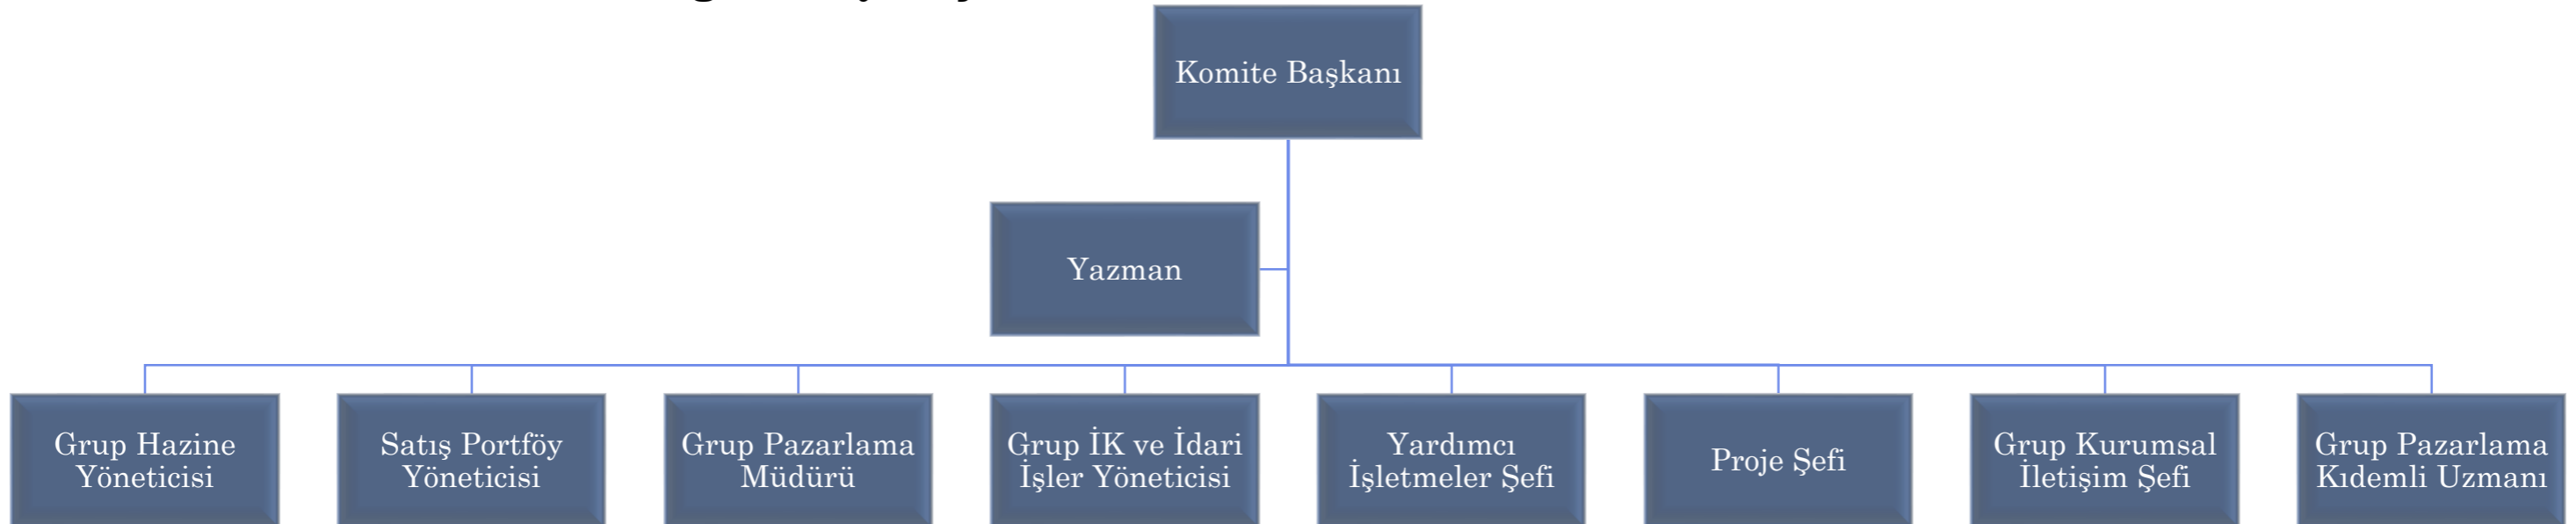 Komite Başkanı
Yazman
Grup Hazine
Yöneticisi
Satış Portföy
Yöneticisi
Grup Pazarlama
Müdürü
Grup İK ve İdari
İşler Yöneticisi
Yardımcı
İşletmeler Şefi
Proje Şefi
Grup Kurumsal
İletişim Şefi
Grup Pazarlama
Kıdemli Uzmanı